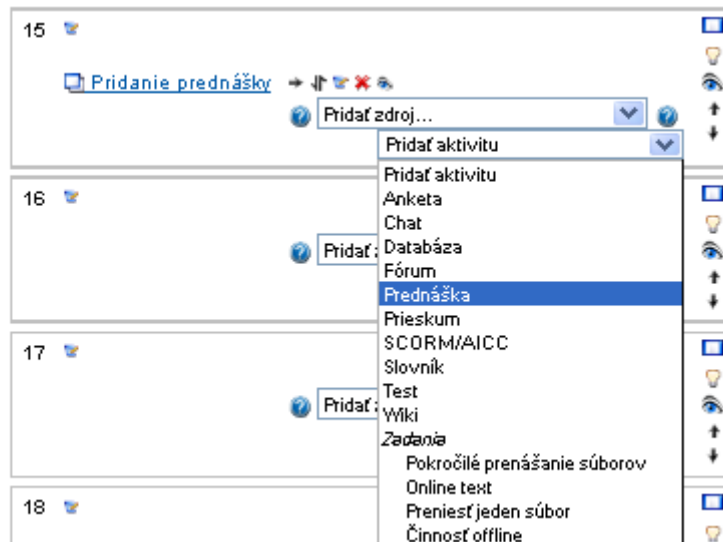 15
Pridanie prednášky
Pridať zdroj...
Pridať aktivitu
Pridať aktivitu
Anketa
16
Chat
Pridať
Databáza
Fórum
Prednáška
Prieskum
SCORM/AICC
17
Slovník
Test
Pridať
Wiki
Zadania
Pokročilé prenášanie súborov
Online text
18
Preniesť jeden súbor
Činnosť offline